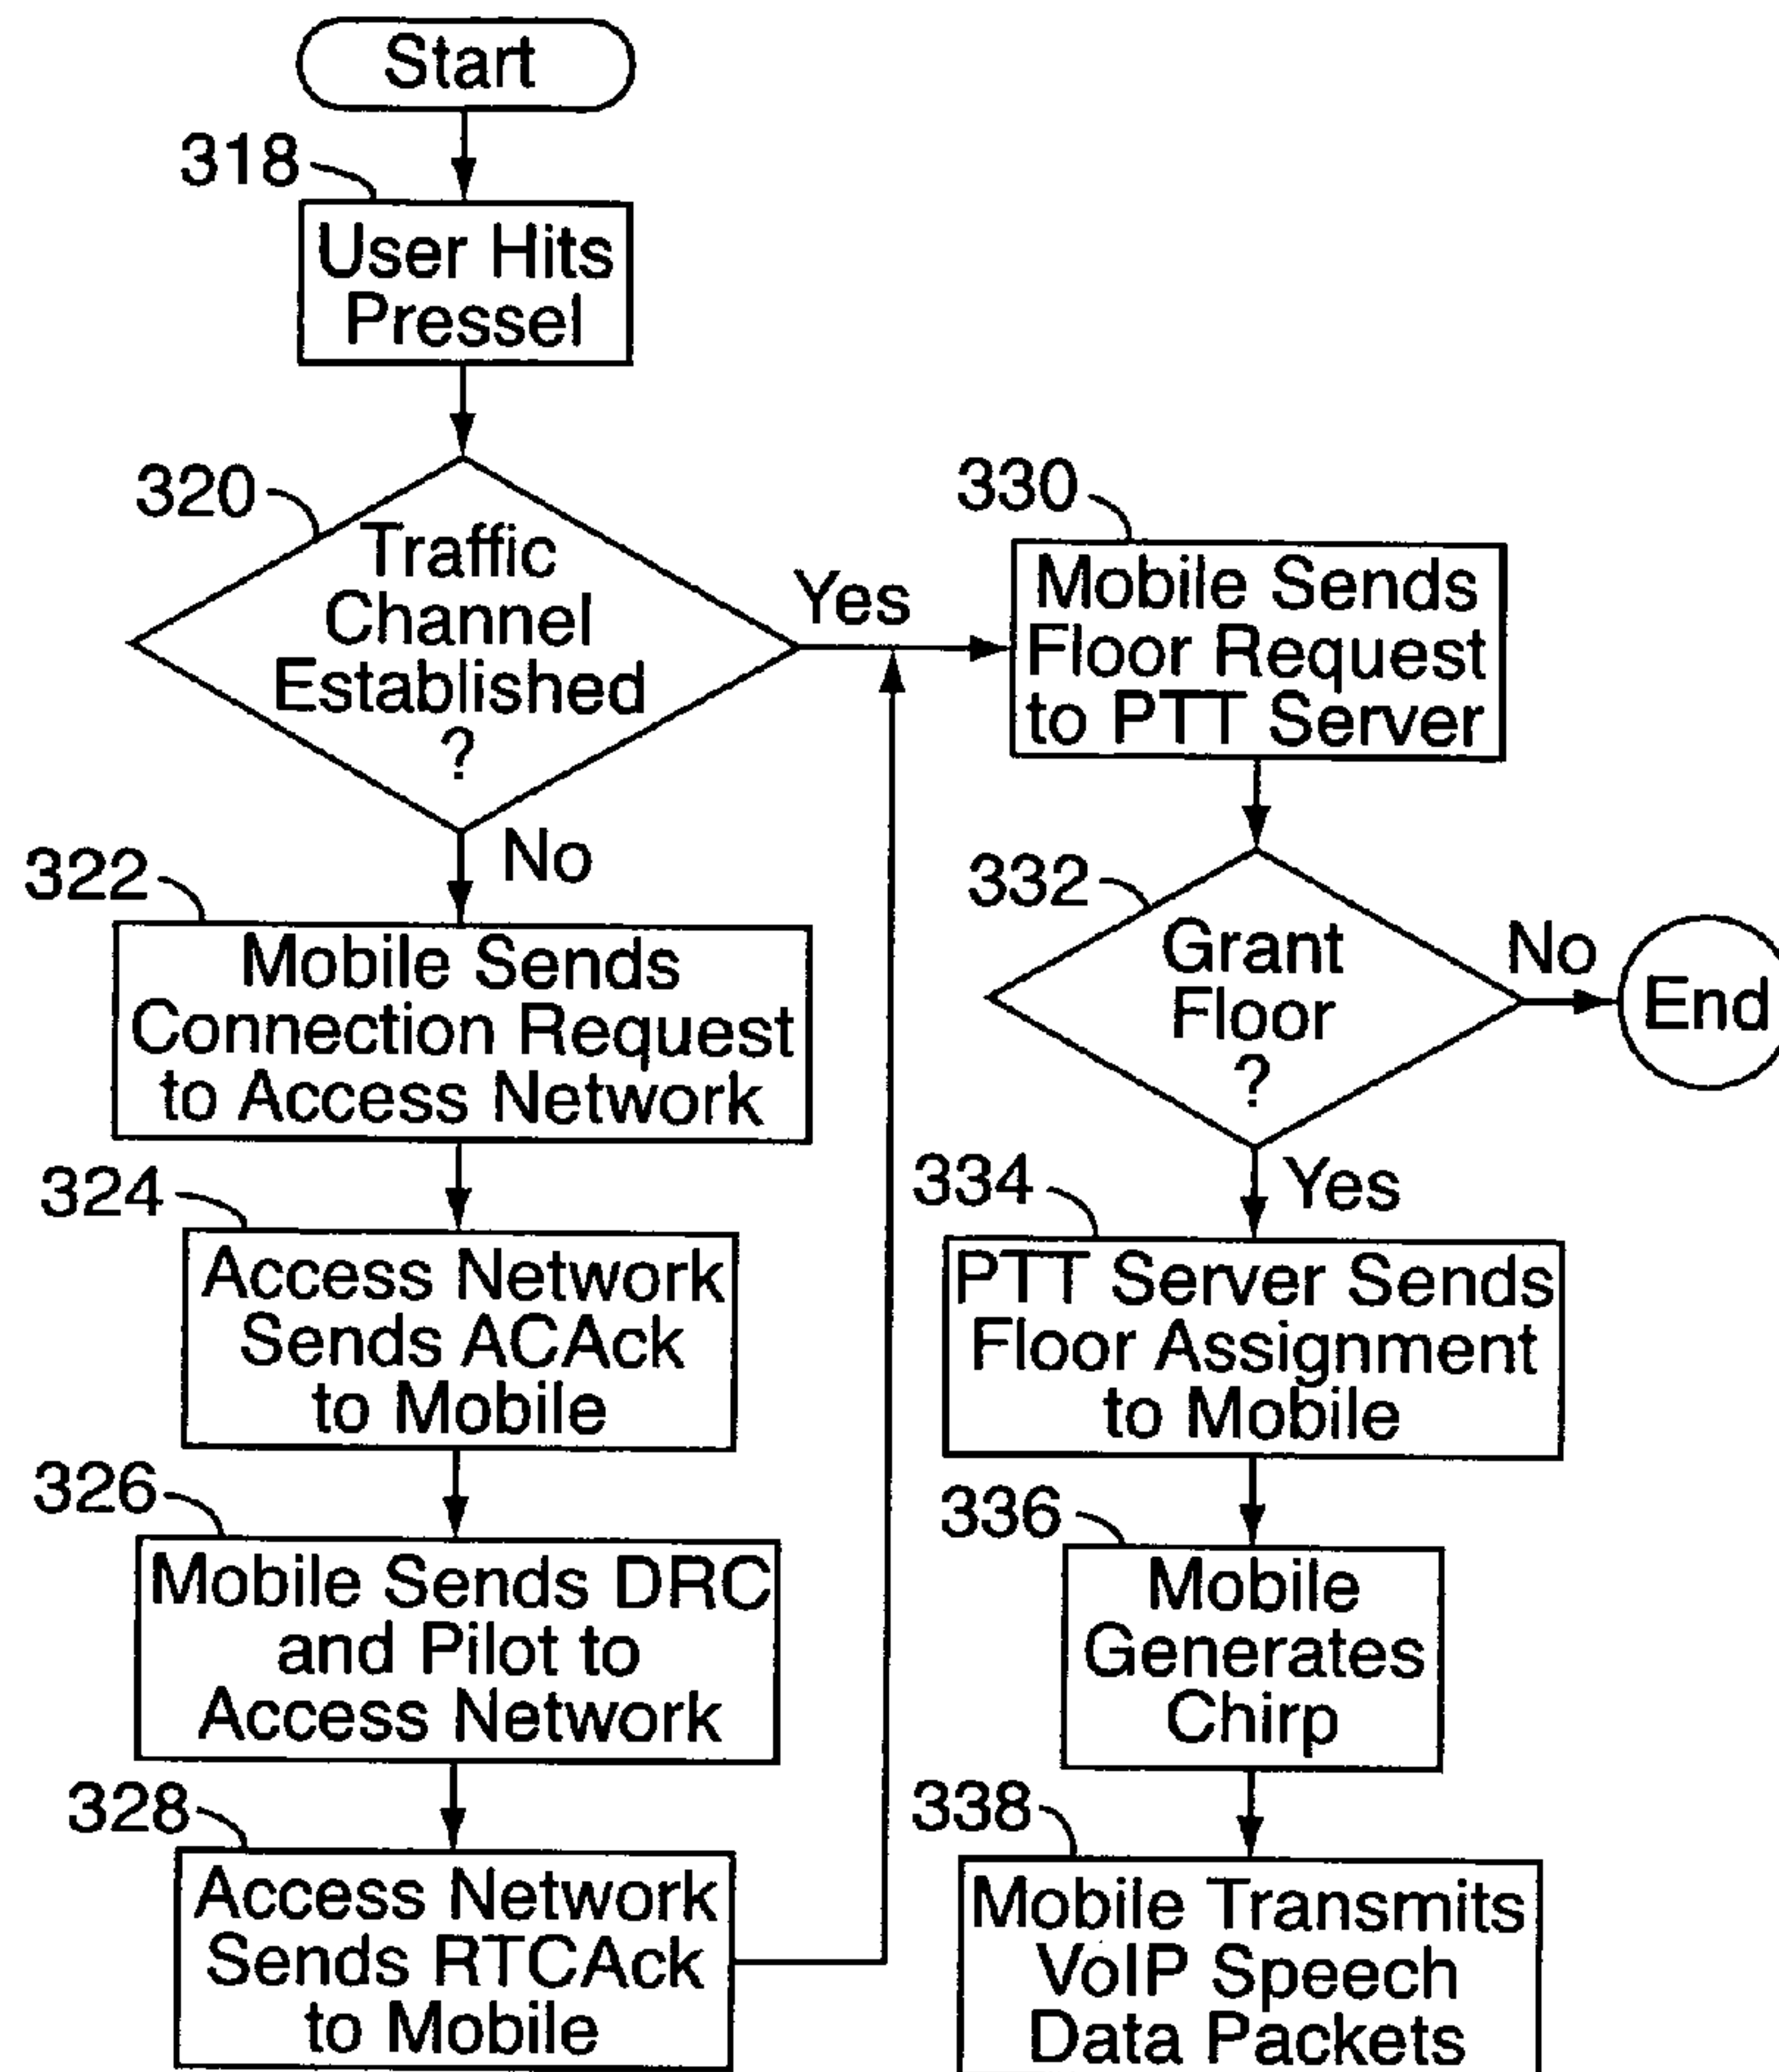 Start
318
User Hits
Pressel
320
Traffic
Channel
Established
?
Yes
No
322
Mobile Sends
Connection Request
to Access Network
324
Access Network
Sends ACAck
to Mobile
326
Mobile Sends DRC
and Pilot to
Access Network
328
Access Network
Sends RTCAck
to Mobile
330
Mobile Sends
Floor Request
to PTT Server
332
Grant
Floor
?
No
End
Yes
334
PTT Server Sends
Floor Assignment
to Mobile
336
Mobile
Generates
Chirp
338
Mobile Transmits
VoIP Speech
Data Packets